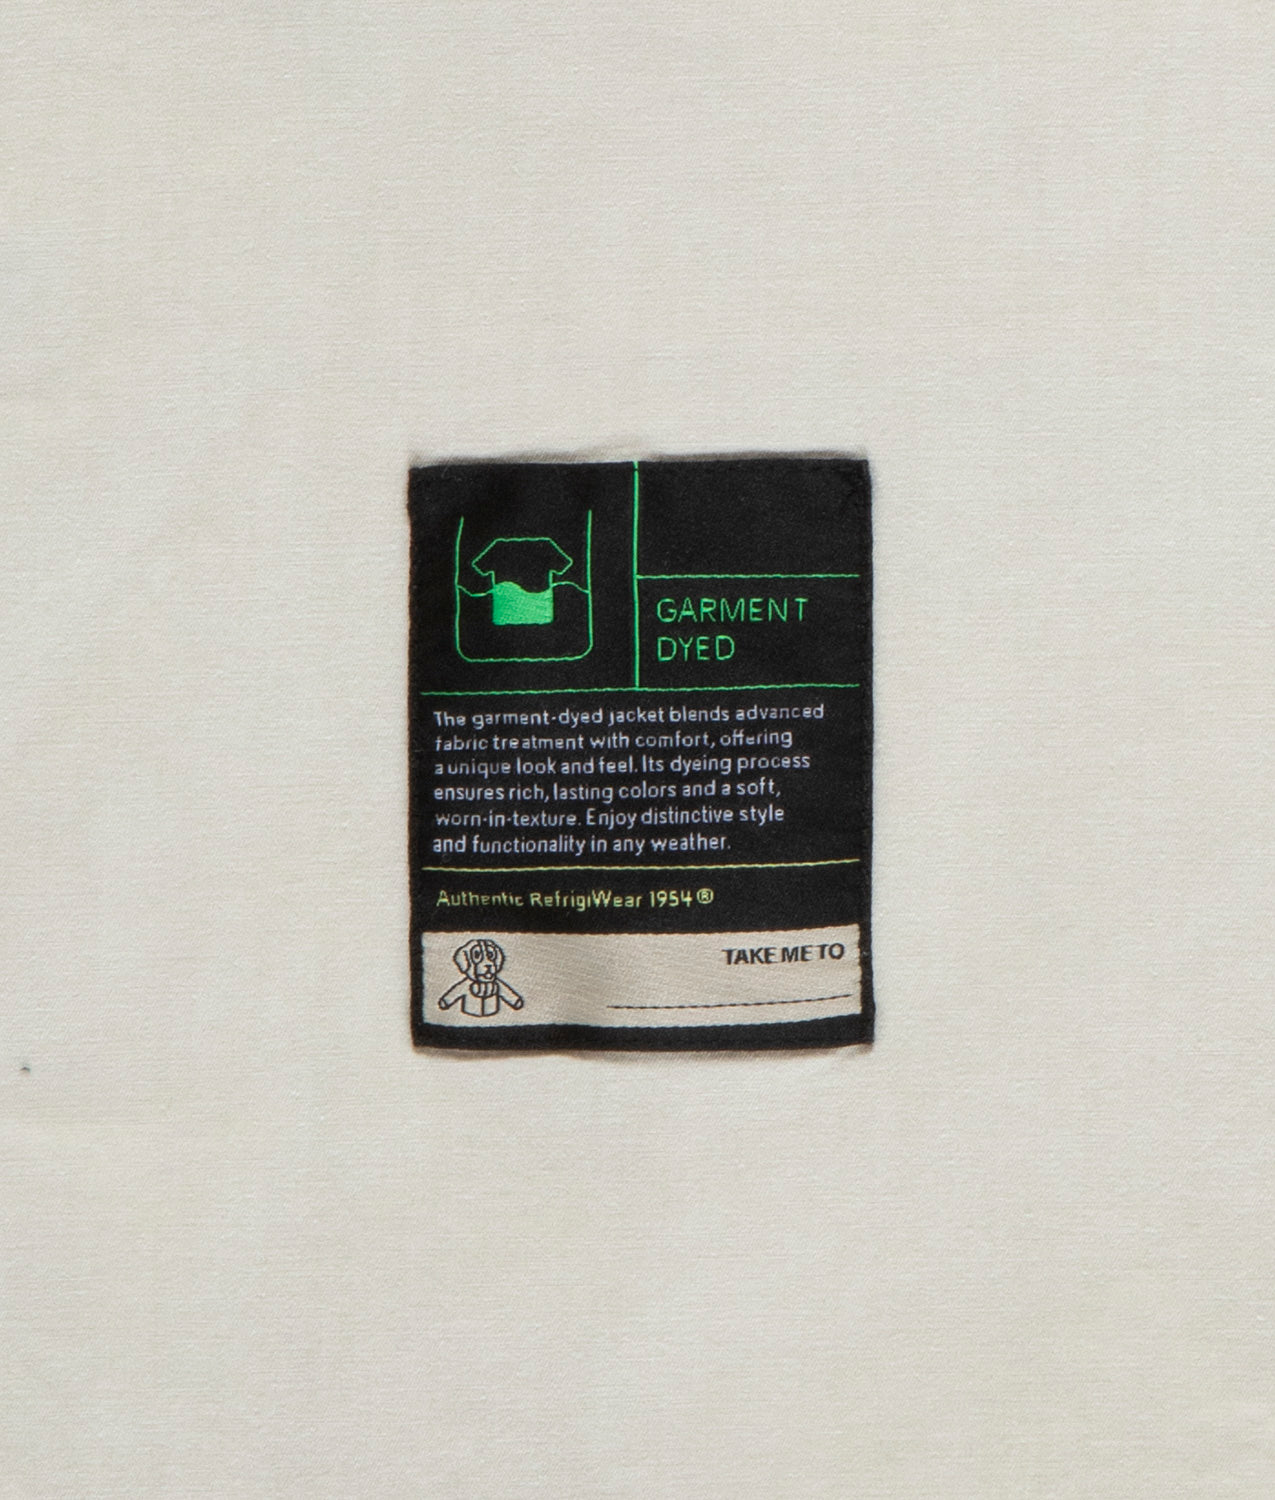 GARMENT
DYED
The garment-dyed jacket blends advanced
fabric treatment with comfort, offering
a unique look and feel. Its dyeing process
ensures rich, lasting colors and a soft,
worn-in-texture. Enjoy distinctive style
and functionality in any weather.
Authentic RefrigiWear 1954®
TAKE ME TO